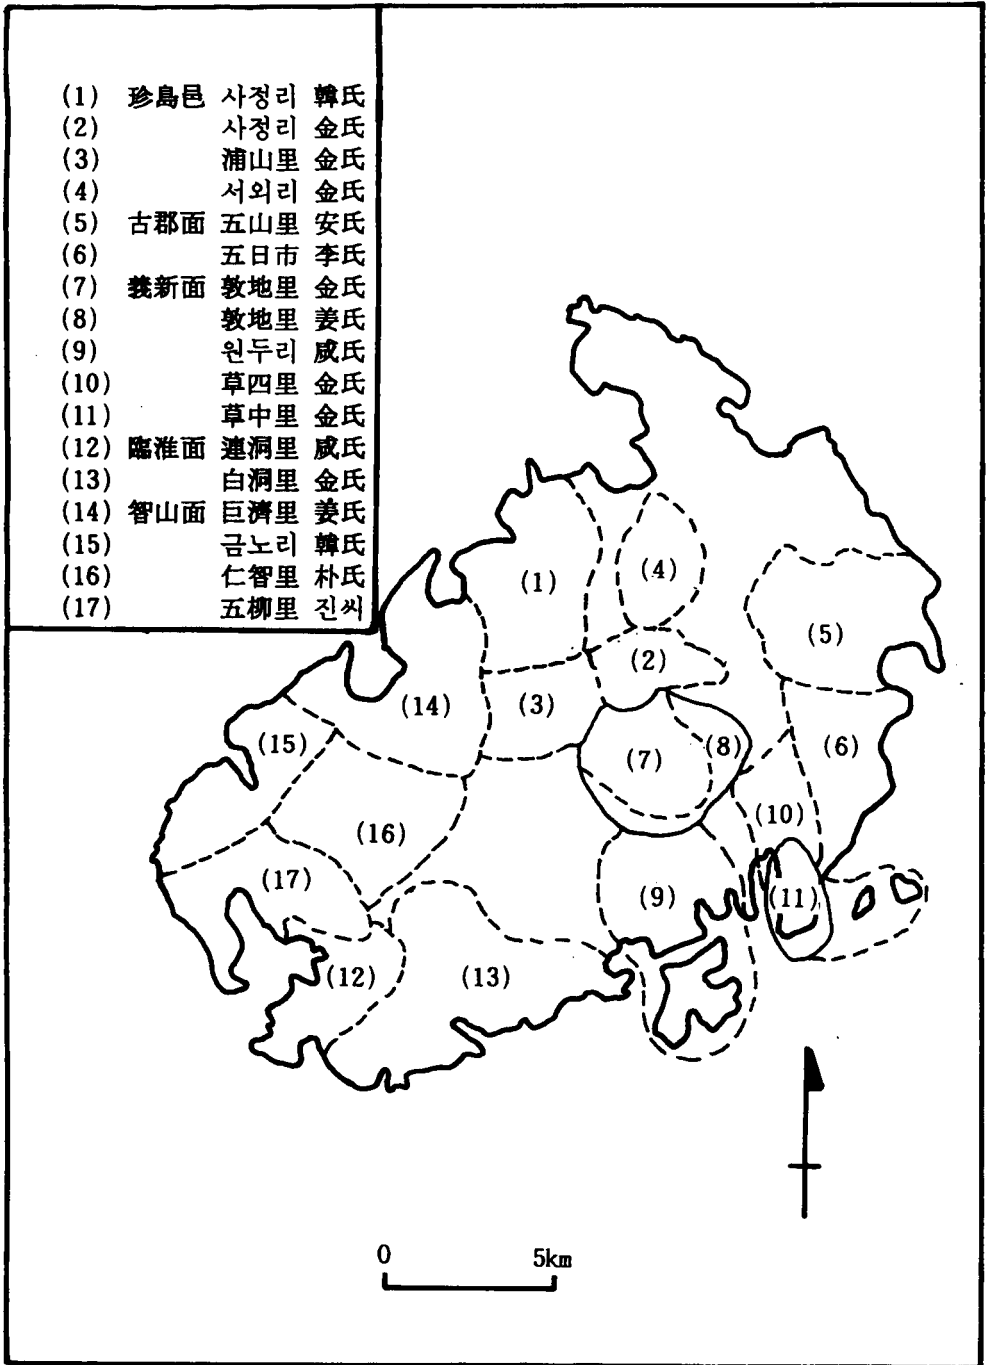 (1) 珍島邑 사정리 韓氏
(2) 사정리 金氏
(3) 浦山里 金氏
(4) 서외리 金氏
(5) 古郡面 五山里 安氏
(6) 五日市 李氏
(7) 義新面 敦地里 金氏
(8) 敦地里 姜氏
(9) 원두리 咸氏
(10) 草四里 金氏
(11) 草中里 金氏
(12) 臨淮面 連洞里 咸氏
(13) 白洞里 金氏
(14) 智山面 巨濟里 姜氏
(15) 금노리 韓氏
(16) 仁智里 朴氏
(17) 五柳里 진씨
(1)
(4)
(5)
(2)
(3)
(14)
(15)
(7)
(8)
(6)
(10)
(16)
(17)
(9)
(11)
(12)
(13)
0 5km